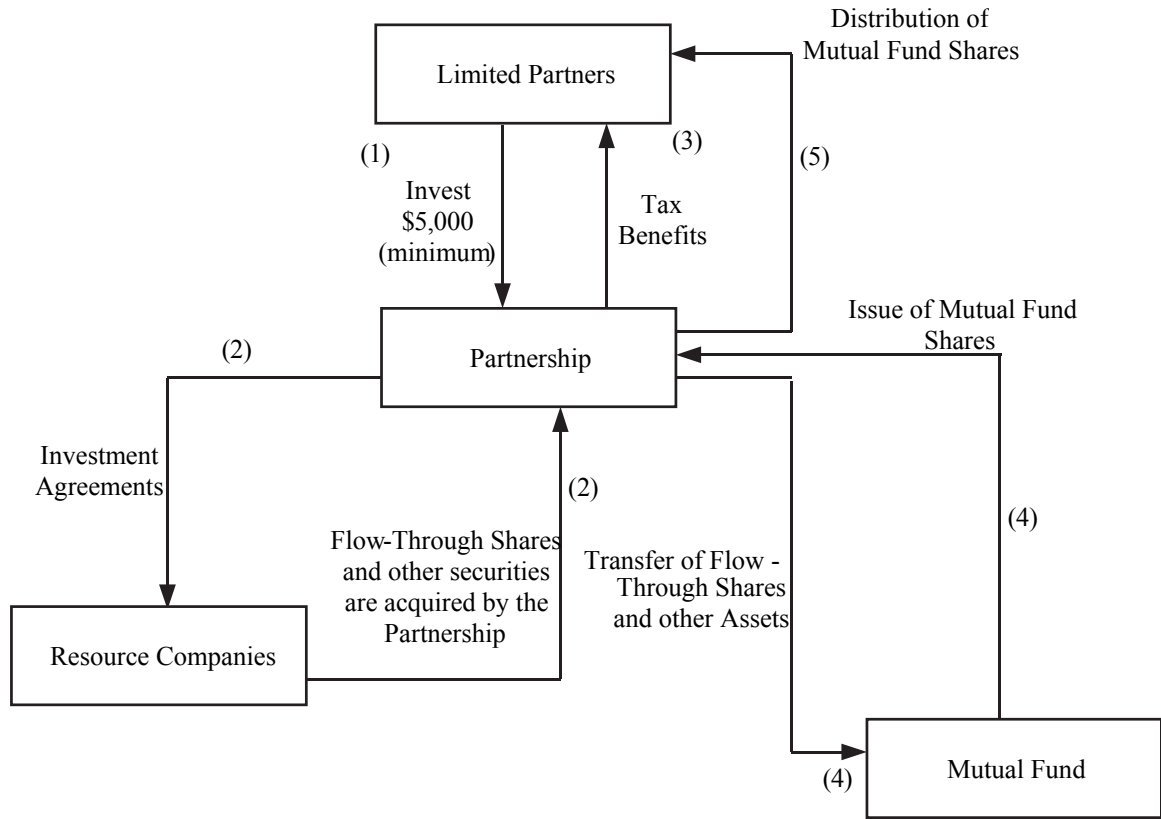 Distribution of
Mutual Fund Shares
Limited Partners
(1)
(3)
(5)
Invest
$5,000
(minimum)
Tax
Benefits
Issue of Mutual Fund
Shares
(2)
Partnership
Investment
Agreements
(2)
(4)
Flow-Through Shares
and other securities
are acquired by the
Partnership
Transfer of Flow -
Through Shares
and other Assets
Resource Companies
(4)
Mutual Fund